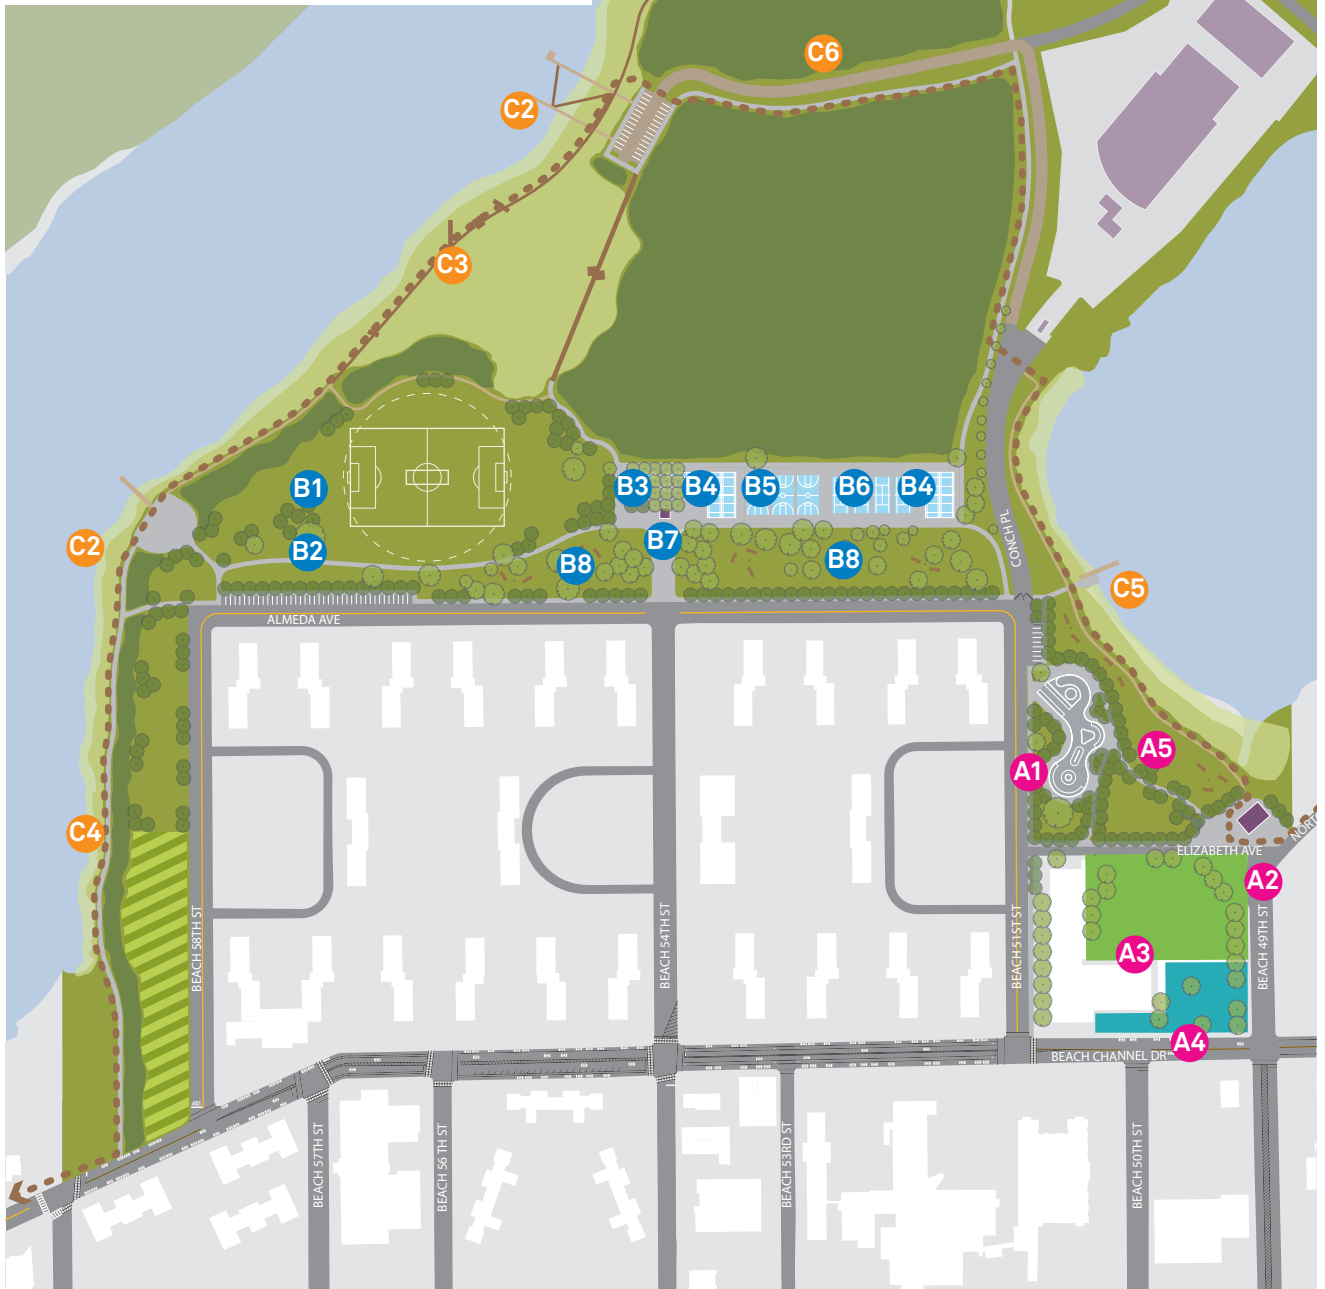 C6
C2
C3
B1
B3
B4
B5
B6
B4
CONCH PL
B7
C2
B2
B8
B8
C5
ALMEDA AVE
A5
A1
C4
NORT
ELIZABETH AVE
A2
BEACH 58TH ST
BEACH 54TH ST
BEACH 51ST ST
BEACH 49TH ST
A3
A4
BEACH CHANNEL DR
BEACH 57TH ST
BEACH 56 TH ST
BEACH 53RD ST
BEACH 50TH ST